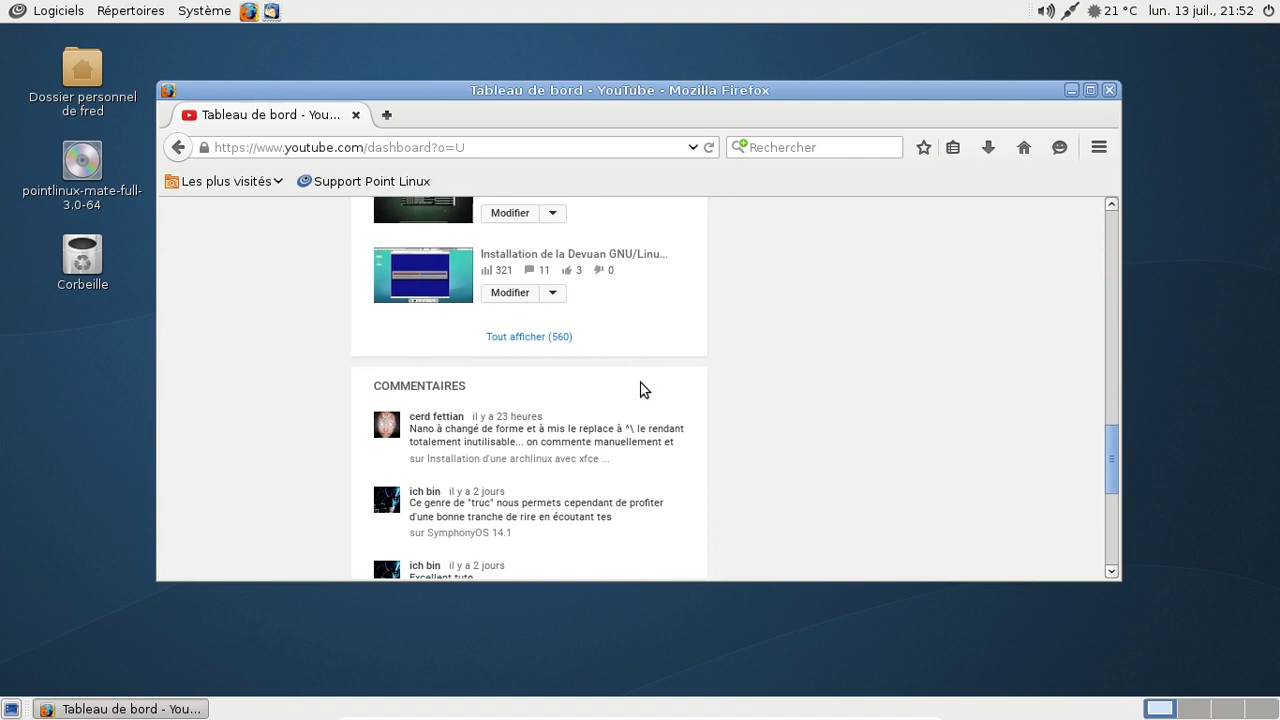 Logiciels Répertoires Système 21 °C lun. 13 juil., 21:52
Dossier personnel
de fred
pointlinux-mate-full-
3.0-64
Corbeille
Tableau de bord - YouTube - Mozilla Firefox
Tableau de bord - You...
https://www.youtube.com/dashboard?o=U
Rechercher
Les plus visités Support Point Linux
Modifier
Installation de la Devuan GNU/Linu...
321 11 3 0
Modifier
Tout afficher (560)
COMMENTAIRES
cerd fettian il y a 23 heures
Nano à changé de forme et à mis le replace à ^\ le rendant
totalement inutilisable... on commente manuellement et
sur Installation d'une archlinux avec xfce ...
ich bin il y a 2 jours
Ce genre de "truc" nous permets cependant de profiter
d'une bonne tranche de rire en écoutant tes
sur SymphonyOS 14.1
ich bin il y a 2 jours
Excellent tuto
Tableau de bord - You...